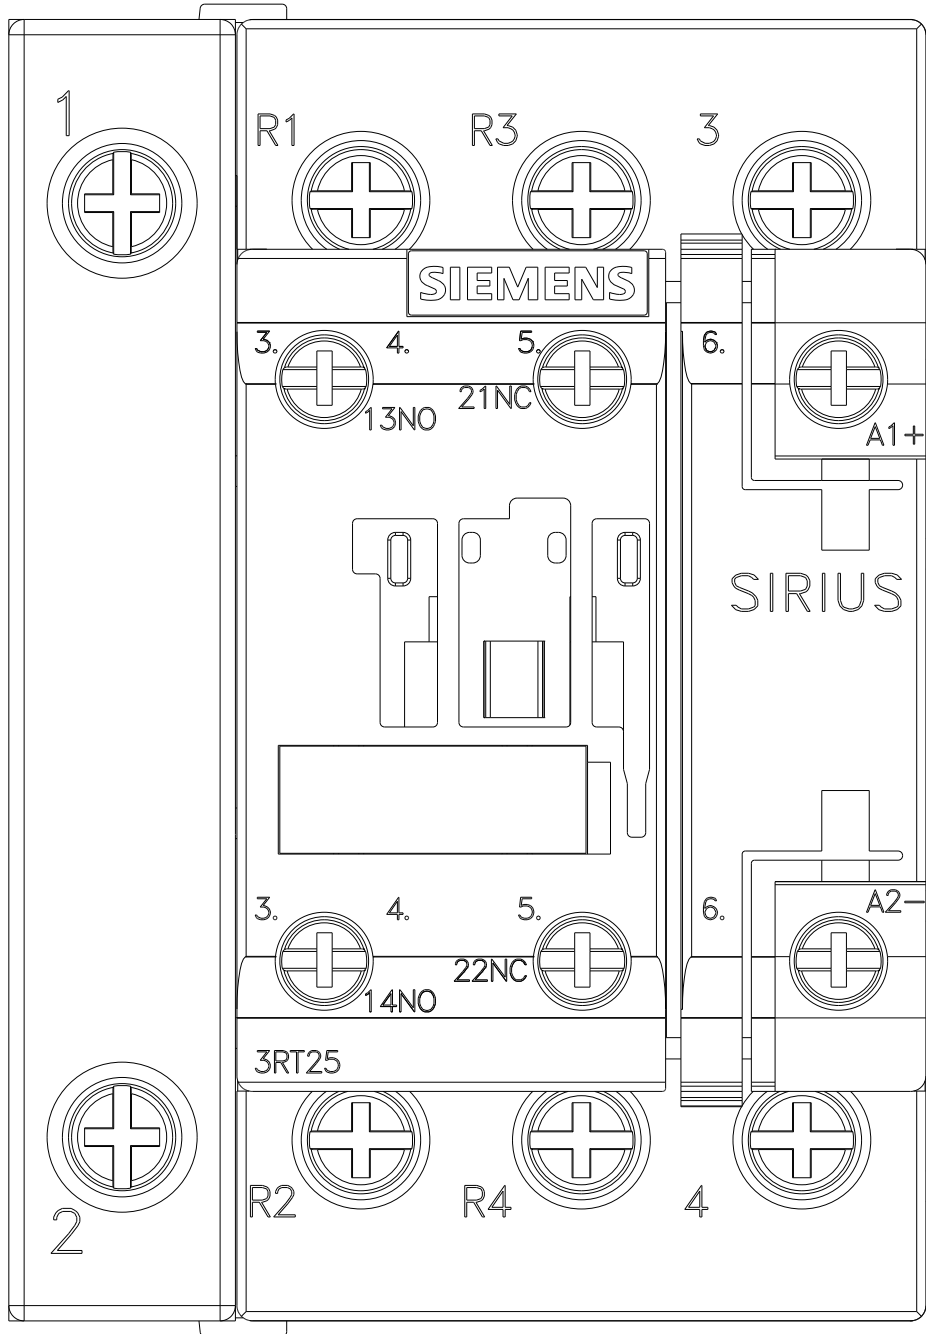 1
R1 R3 3
SIEMENS
3. 4. 5. 6.
21NC
13NO
A1+
SIRIUS
3. 4. 5. 6.
A2-
22NC
14NO
3RT25
R2 R4 4
2